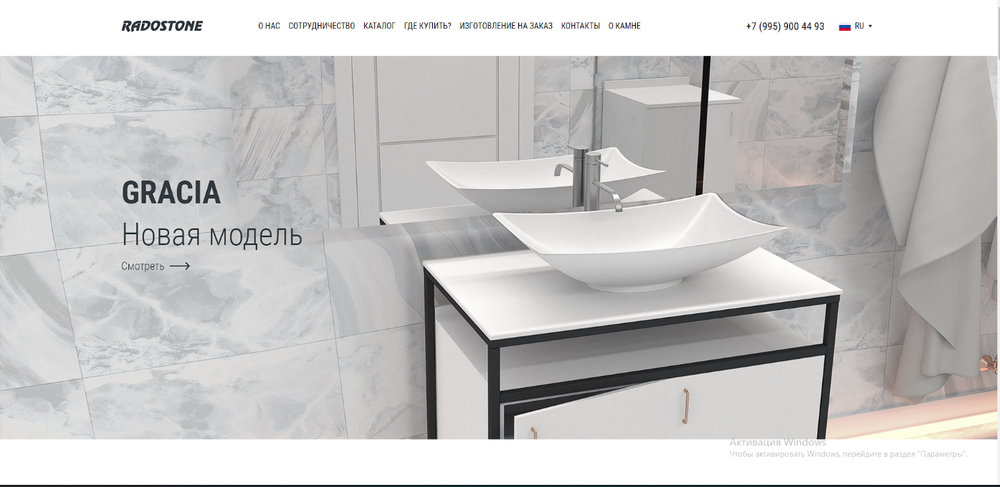 RADOSTONE
О НАС СОТРУДНИЧЕСТВО КАТАЛОГ ГДЕ КУПИТЬ? ИЗГОТОВЛЕНИЕ НА ЗАКАЗ КОНТАКТЫ О КАМНЕ
+7 (995) 900 44 93
RU
GRACIA
Новая модель
Смотреть
Активация Windows
Чтобы активировать Windows, перейдите в раздел "Параметры".